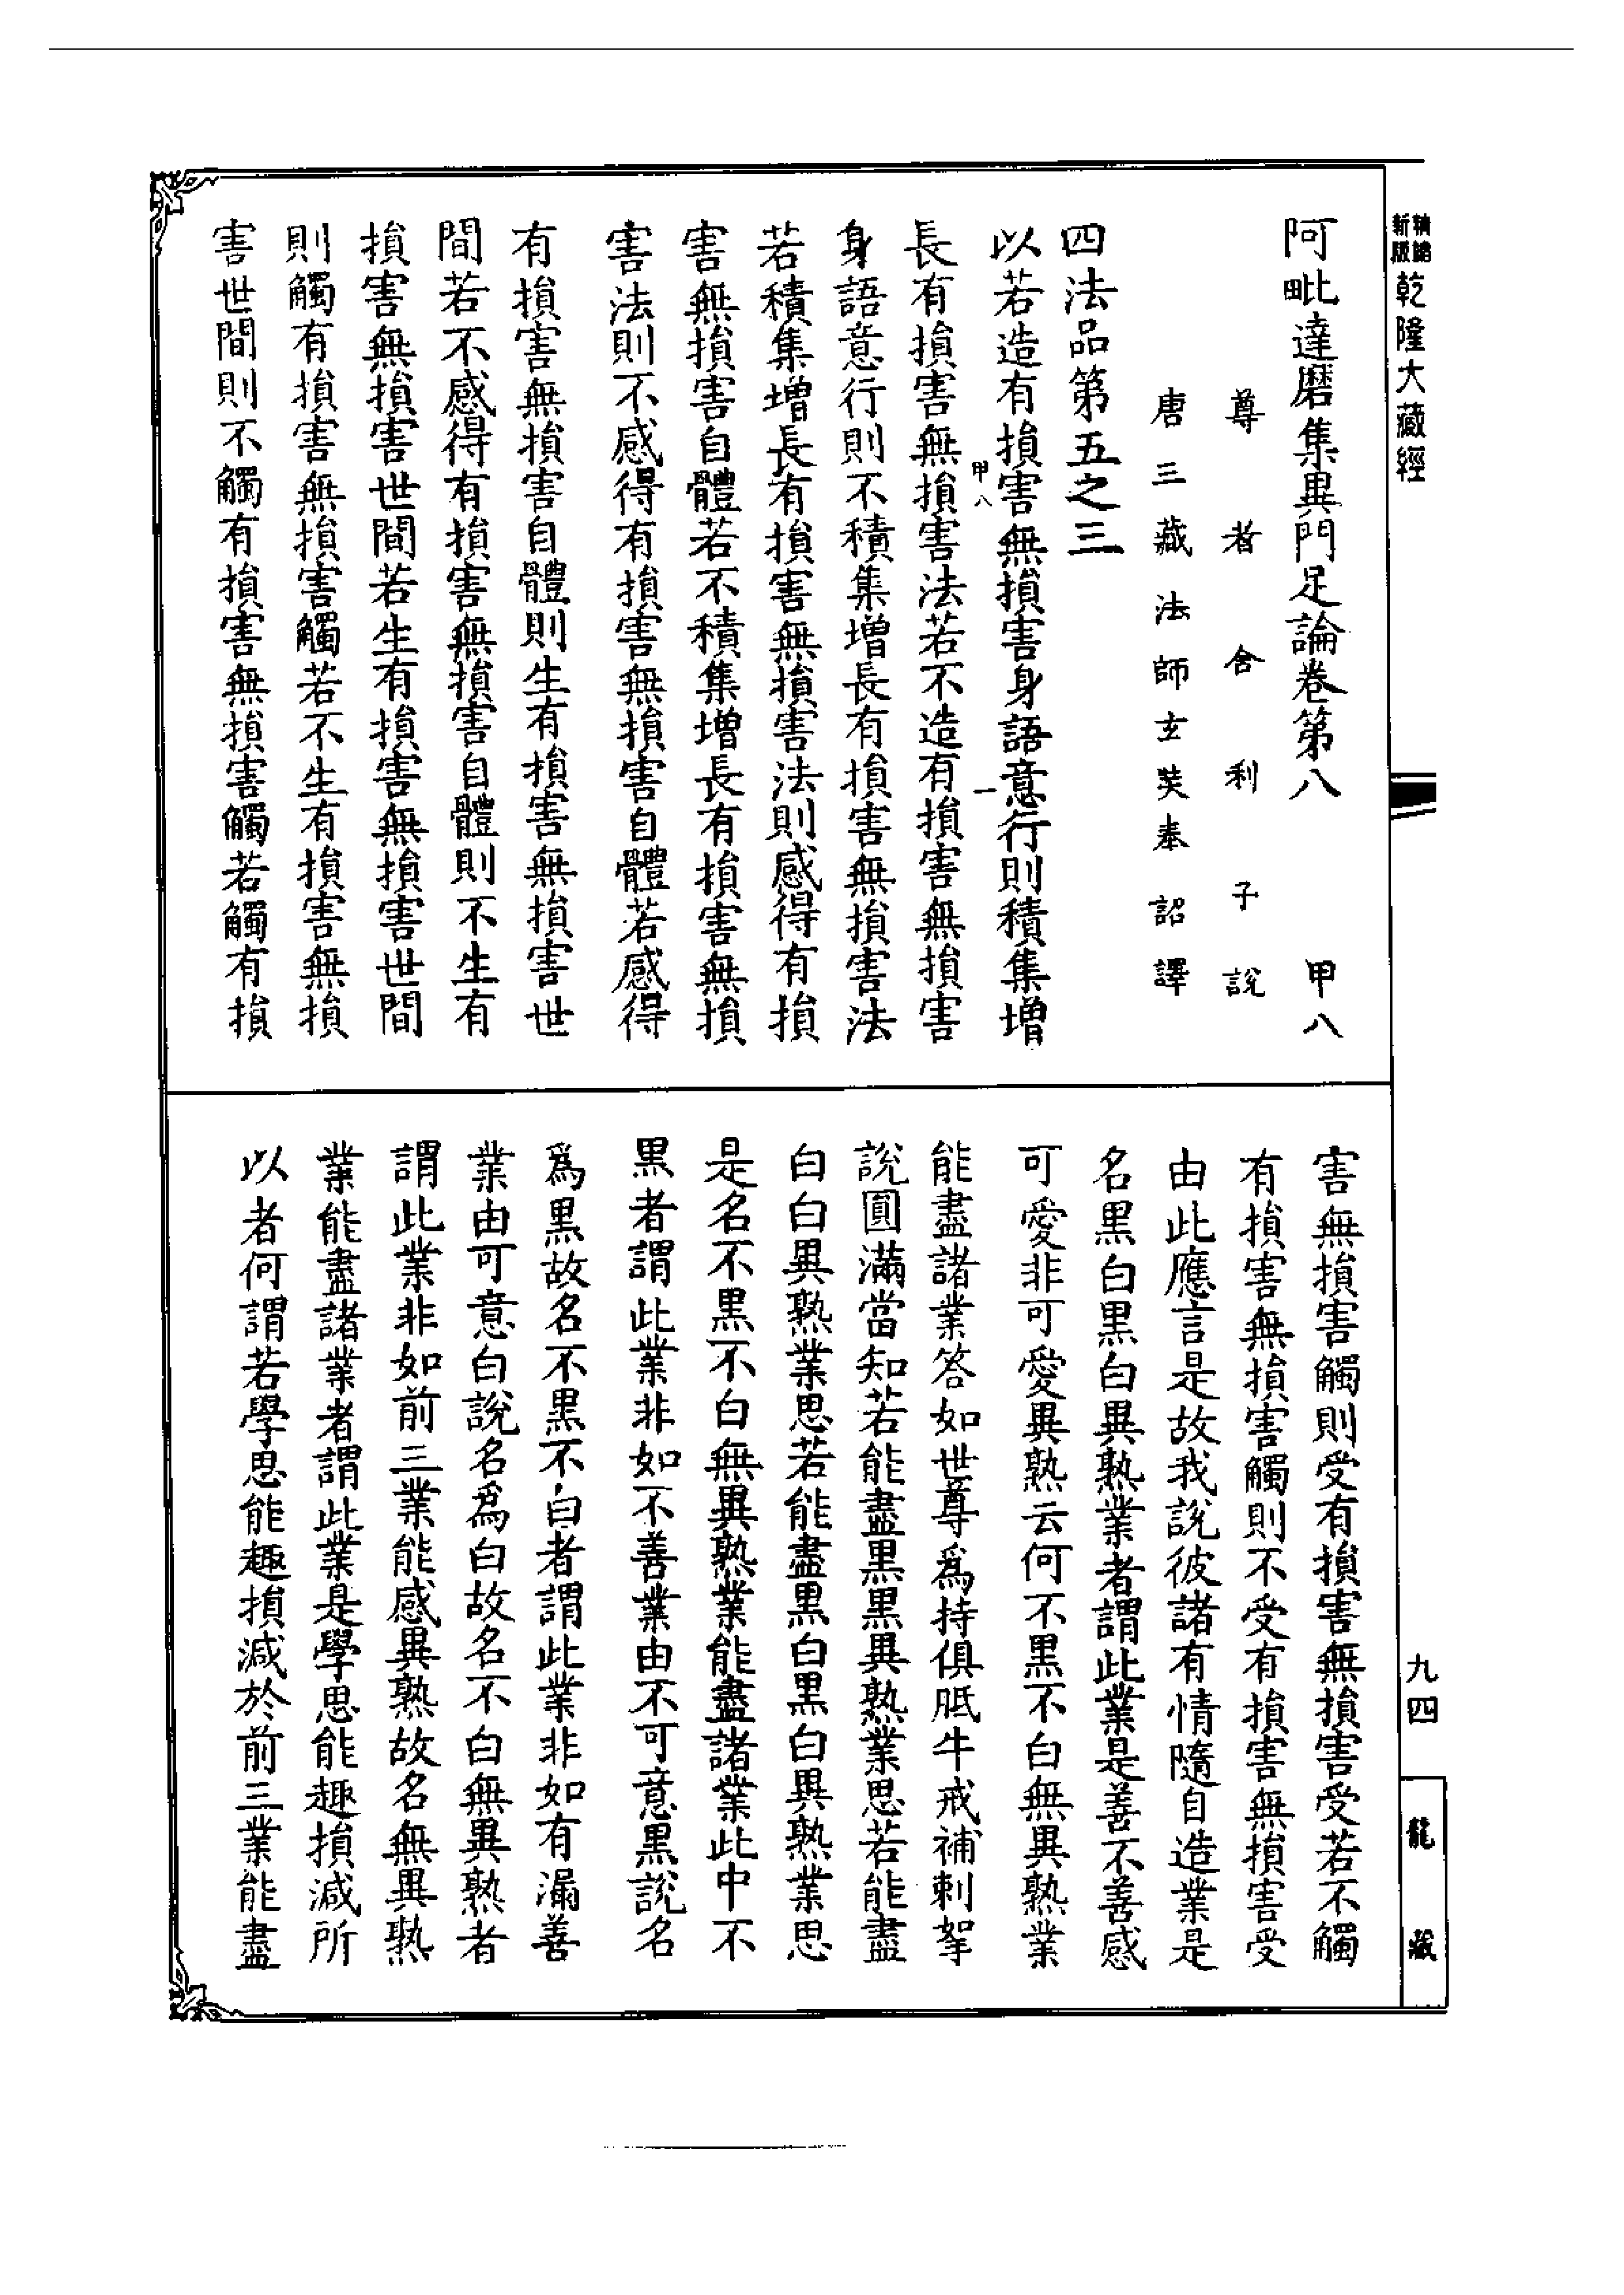 新版
精譜
乾隆大藏經
阿毗達磨集異門足論卷第八　甲八
尊者舍利子說
唐三藏法師玄奘奉詔譯
四法品第五之三
以若造有損害無損害身語意行則積集增
甲八　一
長有損害無損害法若不造有損害無損害
身語意行則不積集增長有損害無損害法
若積集增長有損害無損害法則感得有損
害無損害自體若不積集增長有損害無損
害法則不感得有損害無損害自體若感得
有損害無損害自體則生有損害無損害世
間若不感得有損害無損害自體則不生有
損害無損害世間若生有損害無損害世間
則觸有損害無損害觸若不生有損害無損
害世間則不觸有損害無損害觸若觸有損
害無損害觸則受有損害無損害受若不觸
有損害無損害觸則不受有損害無損害受
由此應言是故我說彼諸有情隨自造業是
名黑白黑白異熟業者謂此業是善不善感
可愛非可愛異熟云何不黑不白無異熟業
能盡諸業答如世尊爲持俱胝牛戒補剌拏
說圓滿當知若能盡黑黑異熟業思若能盡
白白異熟業思若能盡黑白黑白異熟業思
是名不黑不白無異熟業能盡諸業此中不
黑者謂此業非如不善業由不可意黑說名
爲黑故名不黑不白者謂此業非如有漏善
業由可意白說名爲白故名不白無異熟者
謂此業非如前三業能感異熟故名無異熟
業能盡諸業者謂此業是學思能趣損減所
以者何謂若學思能趣損減於前三業能盡
九四
龍藏